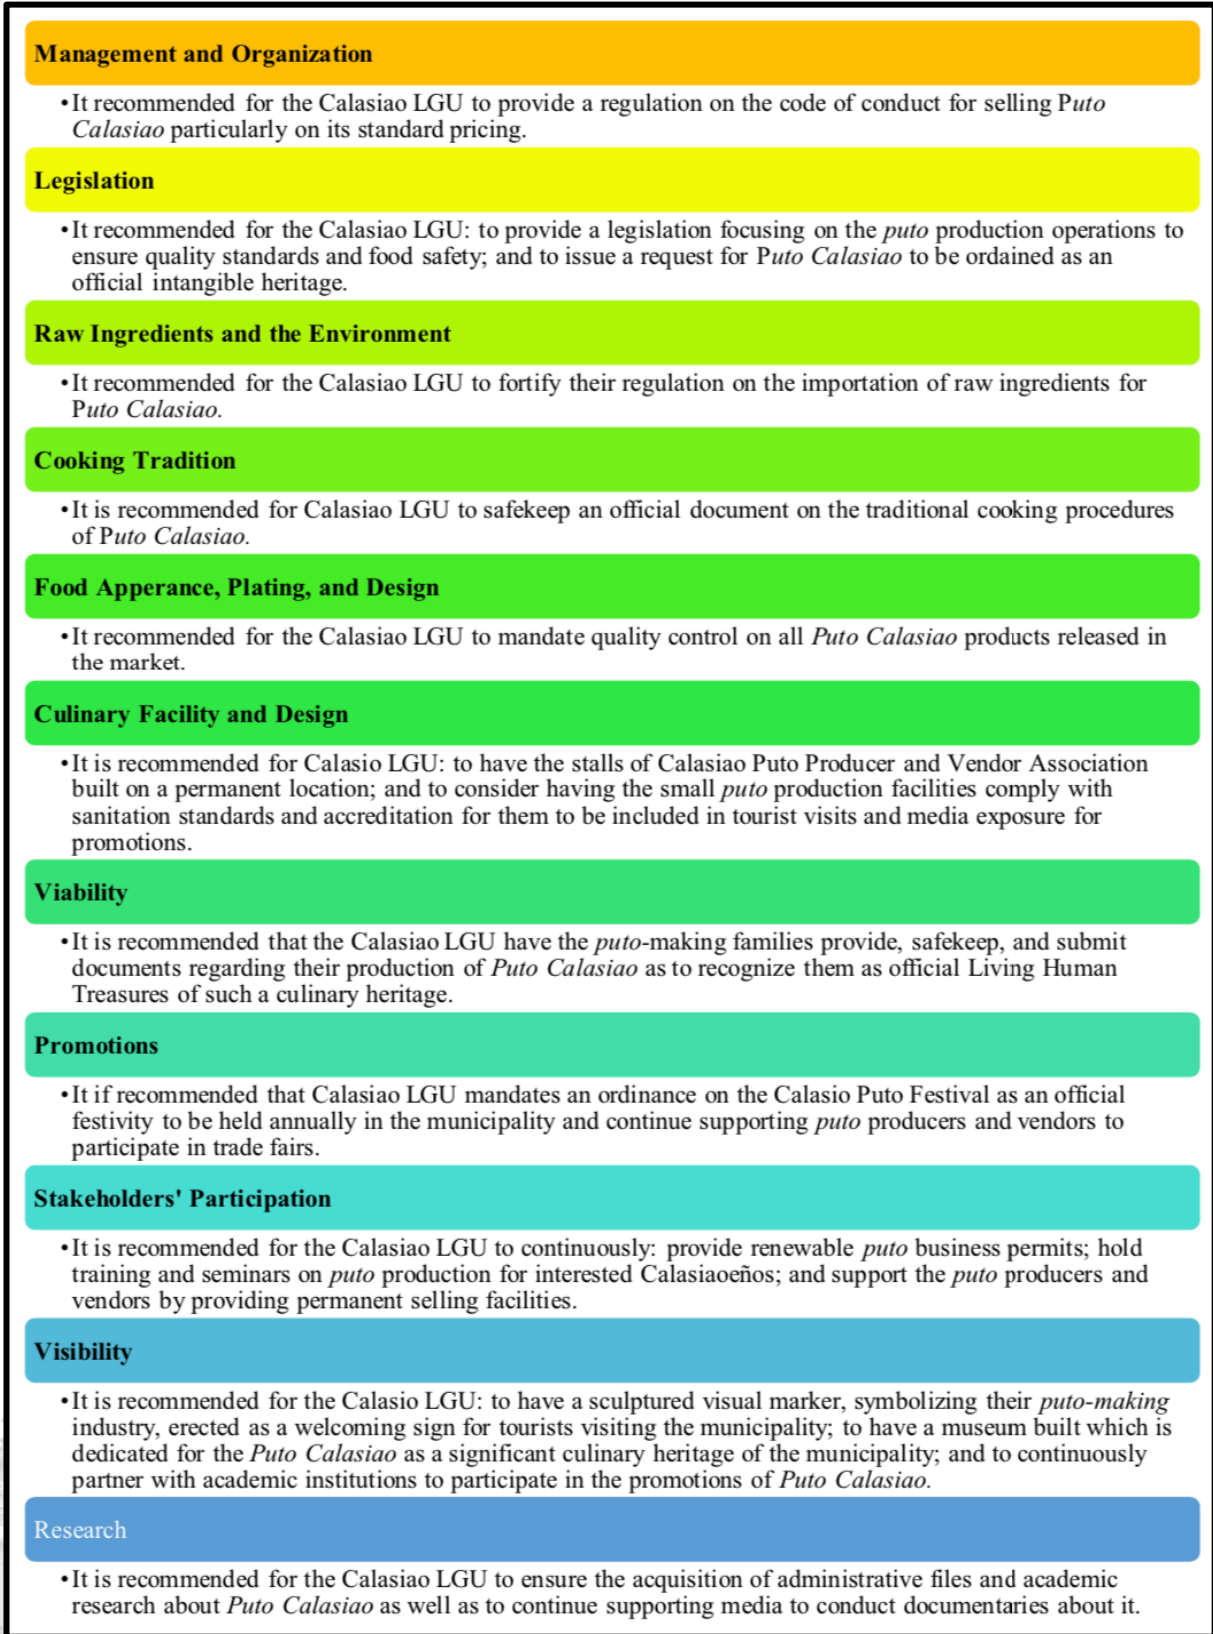 Management and Organization
•It recommended for the Calasiao LGU to provide a regulation on the code of conduct for selling Puto
Calasiao particularly on its standard pricing.
Legislation
•It recommended for the Calasiao LGU: to provide a legislation focusing on the puto production operations to
ensure quality standards and food safety; and to issue a request for Puto Calasiao to be ordained as an
official intangible heritage.
Raw Ingredients and the Environment
•It recommended for the Calasiao LGU to fortify their regulation on the importation of raw ingredients for
Puto Calasiao.
Cooking Tradition
•It is recommended for Calasiao LGU to safekeep an official document on the traditional cooking procedures
of Puto Calasiao.
Food Apperance, Plating, and Design
•It recommended for the Calasiao LGU to mandate quality control on all Puto Calasiao products released in
the market.
Culinary Facility and Design
•It is recommended for Calasio LGU: to have the stalls of Calasiao Puto Producer and Vendor Association
built on a permanent location; and to consider having the small puto production facilities comply with
sanitation standards and accreditation for them to be included in tourist visits and media exposure for
promotions.
Viability
•It is recommended that the Calasiao LGU have the puto-making families provide, safekeep, and submit
documents regarding their production of Puto Calasiao as to recognize them as official Living Human
Treasures of such a culinary heritage.
Promotions
•It if recommended that Calasiao LGU mandates an ordinance on the Calasio Puto Festival as an official
festivity to be held annually in the municipality and continue supporting puto producers and vendors to
participate in trade fairs.
Stakeholders' Participation
•It is recommended for the Calasiao LGU to continuously: provide renewable puto business permits; hold
training and seminars on puto production for interested Calasiaoeños; and support the puto producers and
vendors by providing permanent selling facilities.
Visibility
•It is recommended for the Calasio LGU: to have a sculptured visual marker, symbolizing their puto-making
industry, erected as a welcoming sign for tourists visiting the municipality; to have a museum built which is
dedicated for the Puto Calasiao as a significant culinary heritage of the municipality; and to continuously
partner with academic institutions to participate in the promotions of Puto Calasiao.
Research
•It is recommended for the Calasiao LGU to ensure the acquisition of administrative files and academic
research about Puto Calasiao as well as to continue supporting media to conduct documentaries about it.